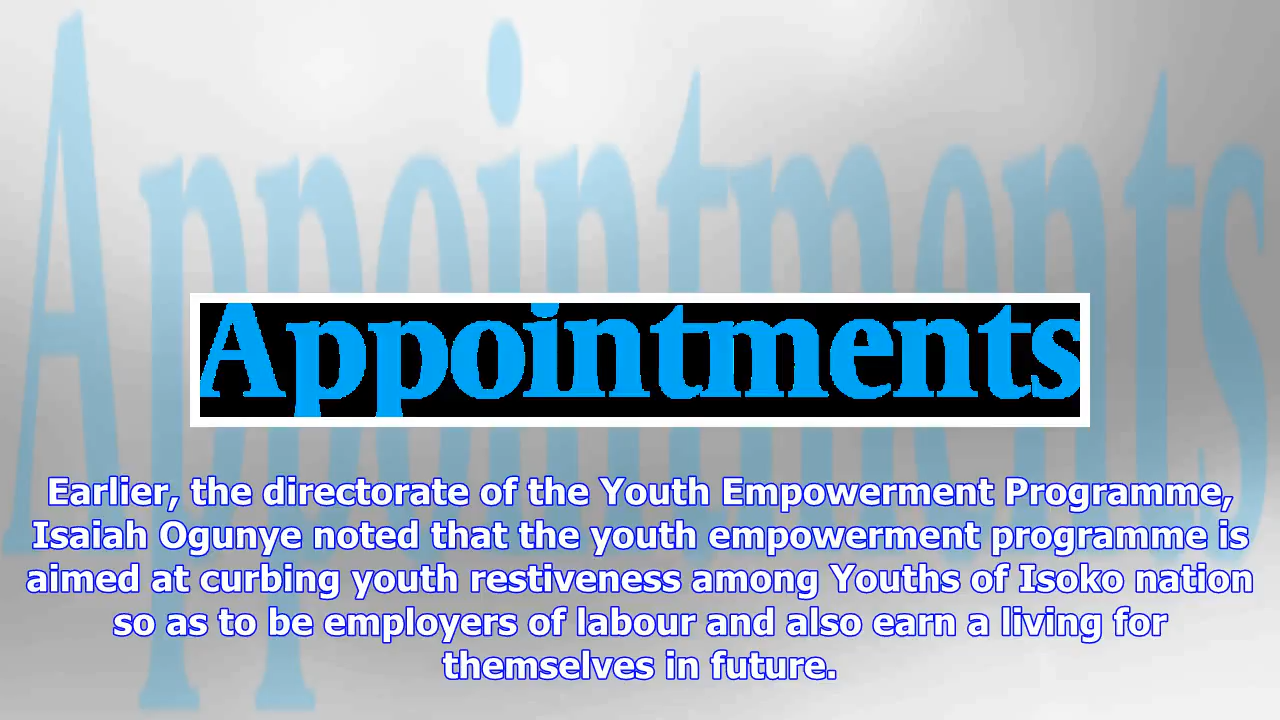 Appointments
Appointments
Earlier, the directorate of the Youth Empowerment Programme,
Isaiah Ogunye noted that the youth empowerment programme is
aimed at curbing youth restiveness among Youths of Isoko nation
so as to be employers of labour and also earn a living for
themselves in future.